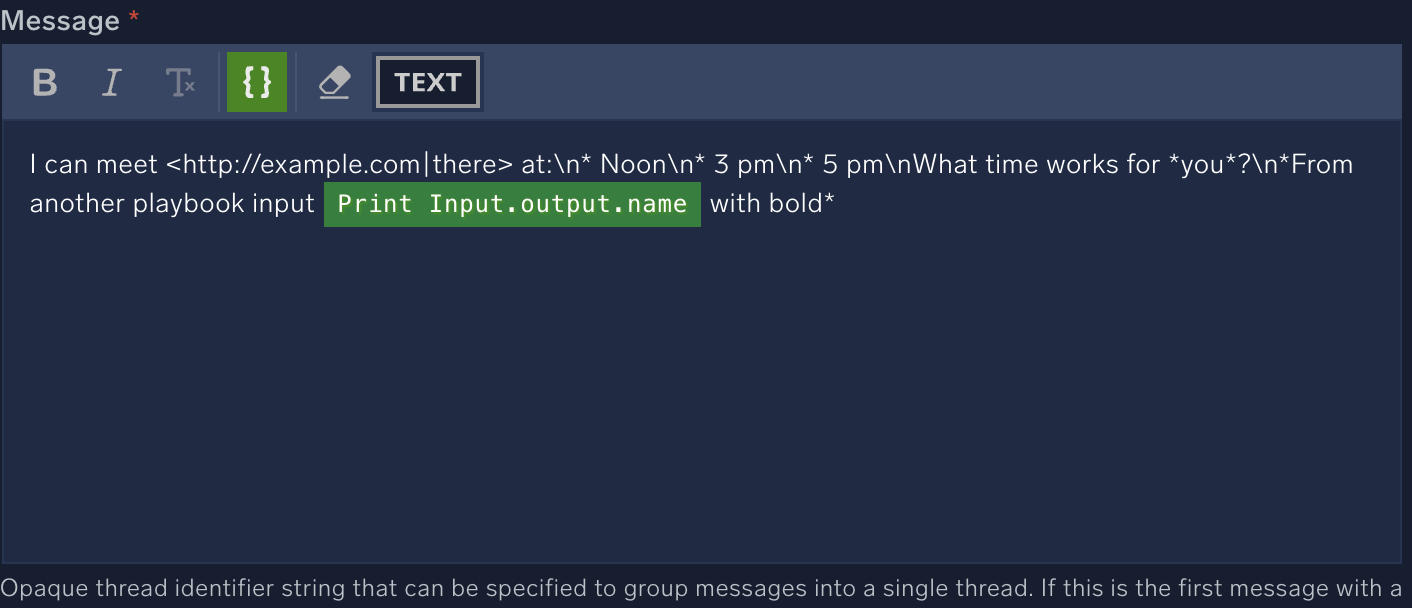 Message *
B I Tx {} TEXT
I can meet <http://example.com|there> at:\n* Noon\n* 3 pm\n* 5 pm\nWhat time works for *you*?\n*From
another playbook input Print Input.output.name with bold*
Opaque thread identifier string that can be specified to group messages into a single thread. If this is the first message with a